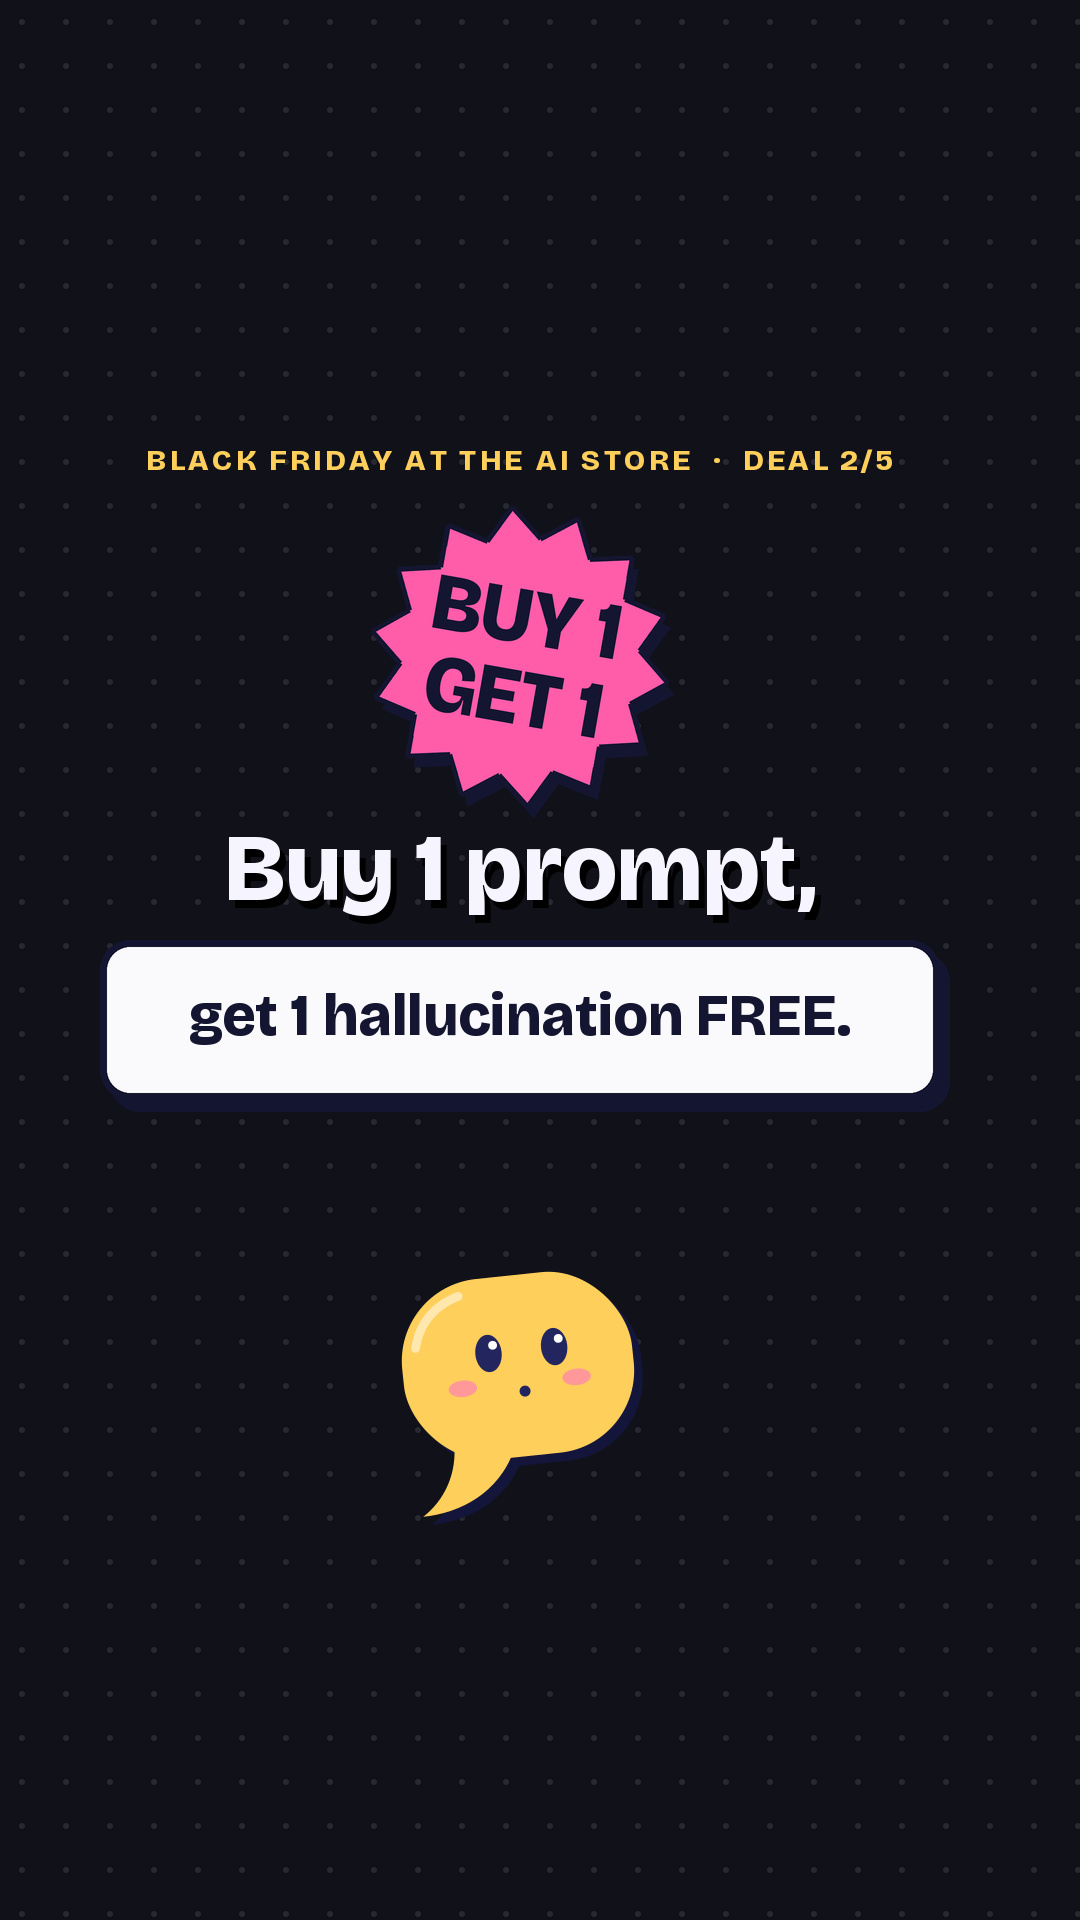 BLACK FRIDAY AT THE AI STORE · DEAL 2/5
BUY 1
GET 1
Buy 1 prompt,
get 1 hallucination FREE.